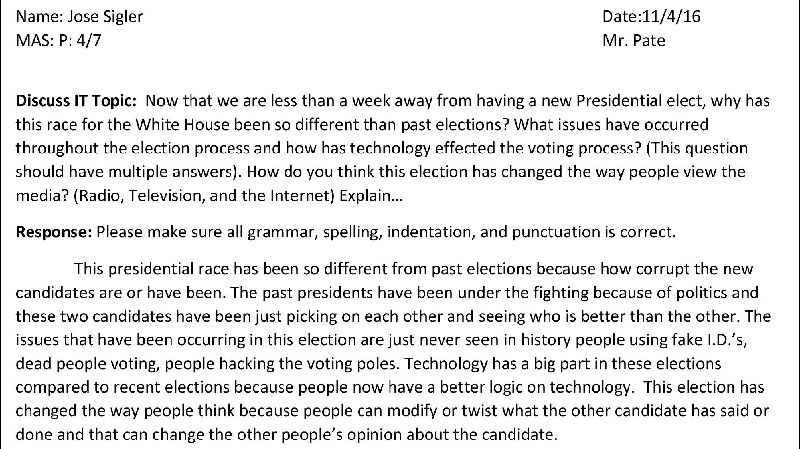 Name: Jose Sigler Date:11/4/16
MAS: P: 4/7 Mr. Pate
Discuss IT Topic: Now that we are less than a week away from having a new Presidential elect, why has
this race for the White House been so different than past elections? What issues have occurred
throughout the election process and how has technology effected the voting process? (This question
should have multiple answers). How do you think this election has changed the way people view the
media? (Radio, Television, and the Internet) Explain...
Response: Please make sure all grammar, spelling, indentation, and punctuation is correct.
This presidential race has been so different from past elections because how corrupt the new
candidates are or have been. The past presidents have been under the fighting because of politics and
these two candidates have been just picking on each other and seeing who is better than the other. The
issues that have been occurring in this election are just never seen in history people using fake I.D.’s,
dead people voting, people hacking the voting poles. Technology has a big part in these elections
compared to recent elections because people now have a better logic on technology.  This election has
changed the way people think because people can modify or twist what the other candidate has said or
done and that can change the other people’s opinion about the candidate.